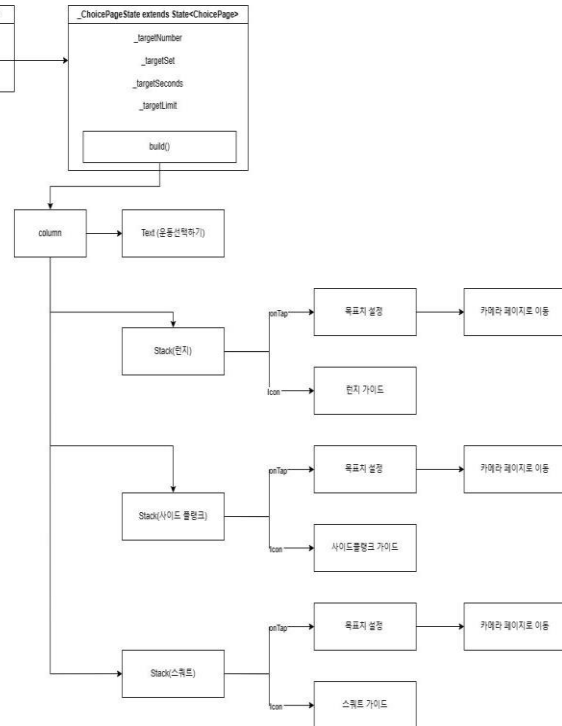 _ChoicePageState extends State<ChoicePage>
_targetNumber
_targetSet
_targetSeconds
_targetLimit
build()
column
Text (운동선택하기)
Stack(런지)
onTap
목표치 설정
카메라 페이지로 이동
Icon
런지 가이드
Stack(사이드 플랭크)
onTap
목표치 설정
카메라 페이지로 이동
Icon
사이드플랭크 가이드
Stack(스쿼트)
onTap
목표치 설정
카메라 페이지로 이동
Icon
스쿼트 가이드